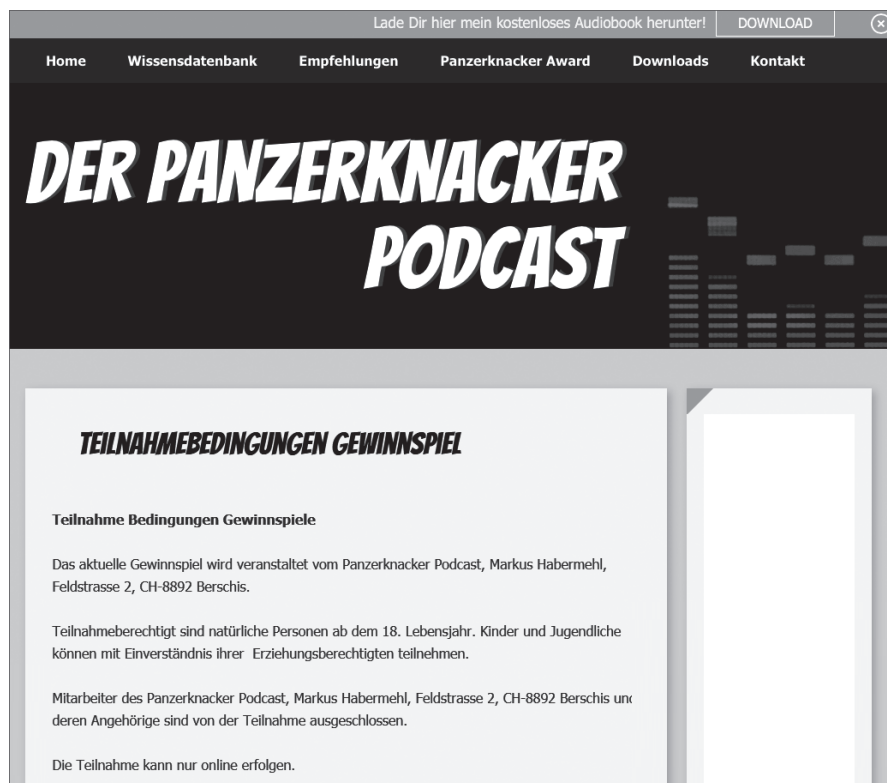 Lade Dir hier mein kostenloses Audiobook herunter! DOWNLOAD
Home Wissensdatenbank Empfehlungen Panzerknacker Award Downloads Kontakt
DER PANZERKNACKER
PODCAST
TEILNAHMEBEDINGUNGEN GEWINNSPIEL
Teilnahme Bedingungen Gewinnspiele
Das aktuelle Gewinnspiel wird veranstaltet vom Panzerknacker Podcast, Markus Habermehl,
Feldstrasse 2, CH-8892 Berschis.
Teilnahmeberechtigt sind natürliche Personen ab dem 18. Lebensjahr. Kinder und Jugendliche
können mit Einverständnis ihrer Erziehungsberechtigten teilnehmen.
Mitarbeiter des Panzerknacker Podcast, Markus Habermehl, Feldstrasse 2, CH-8892 Berschis und
deren Angehörige sind von der Teilnahme ausgeschlossen.
Die Teilnahme kann nur online erfolgen.